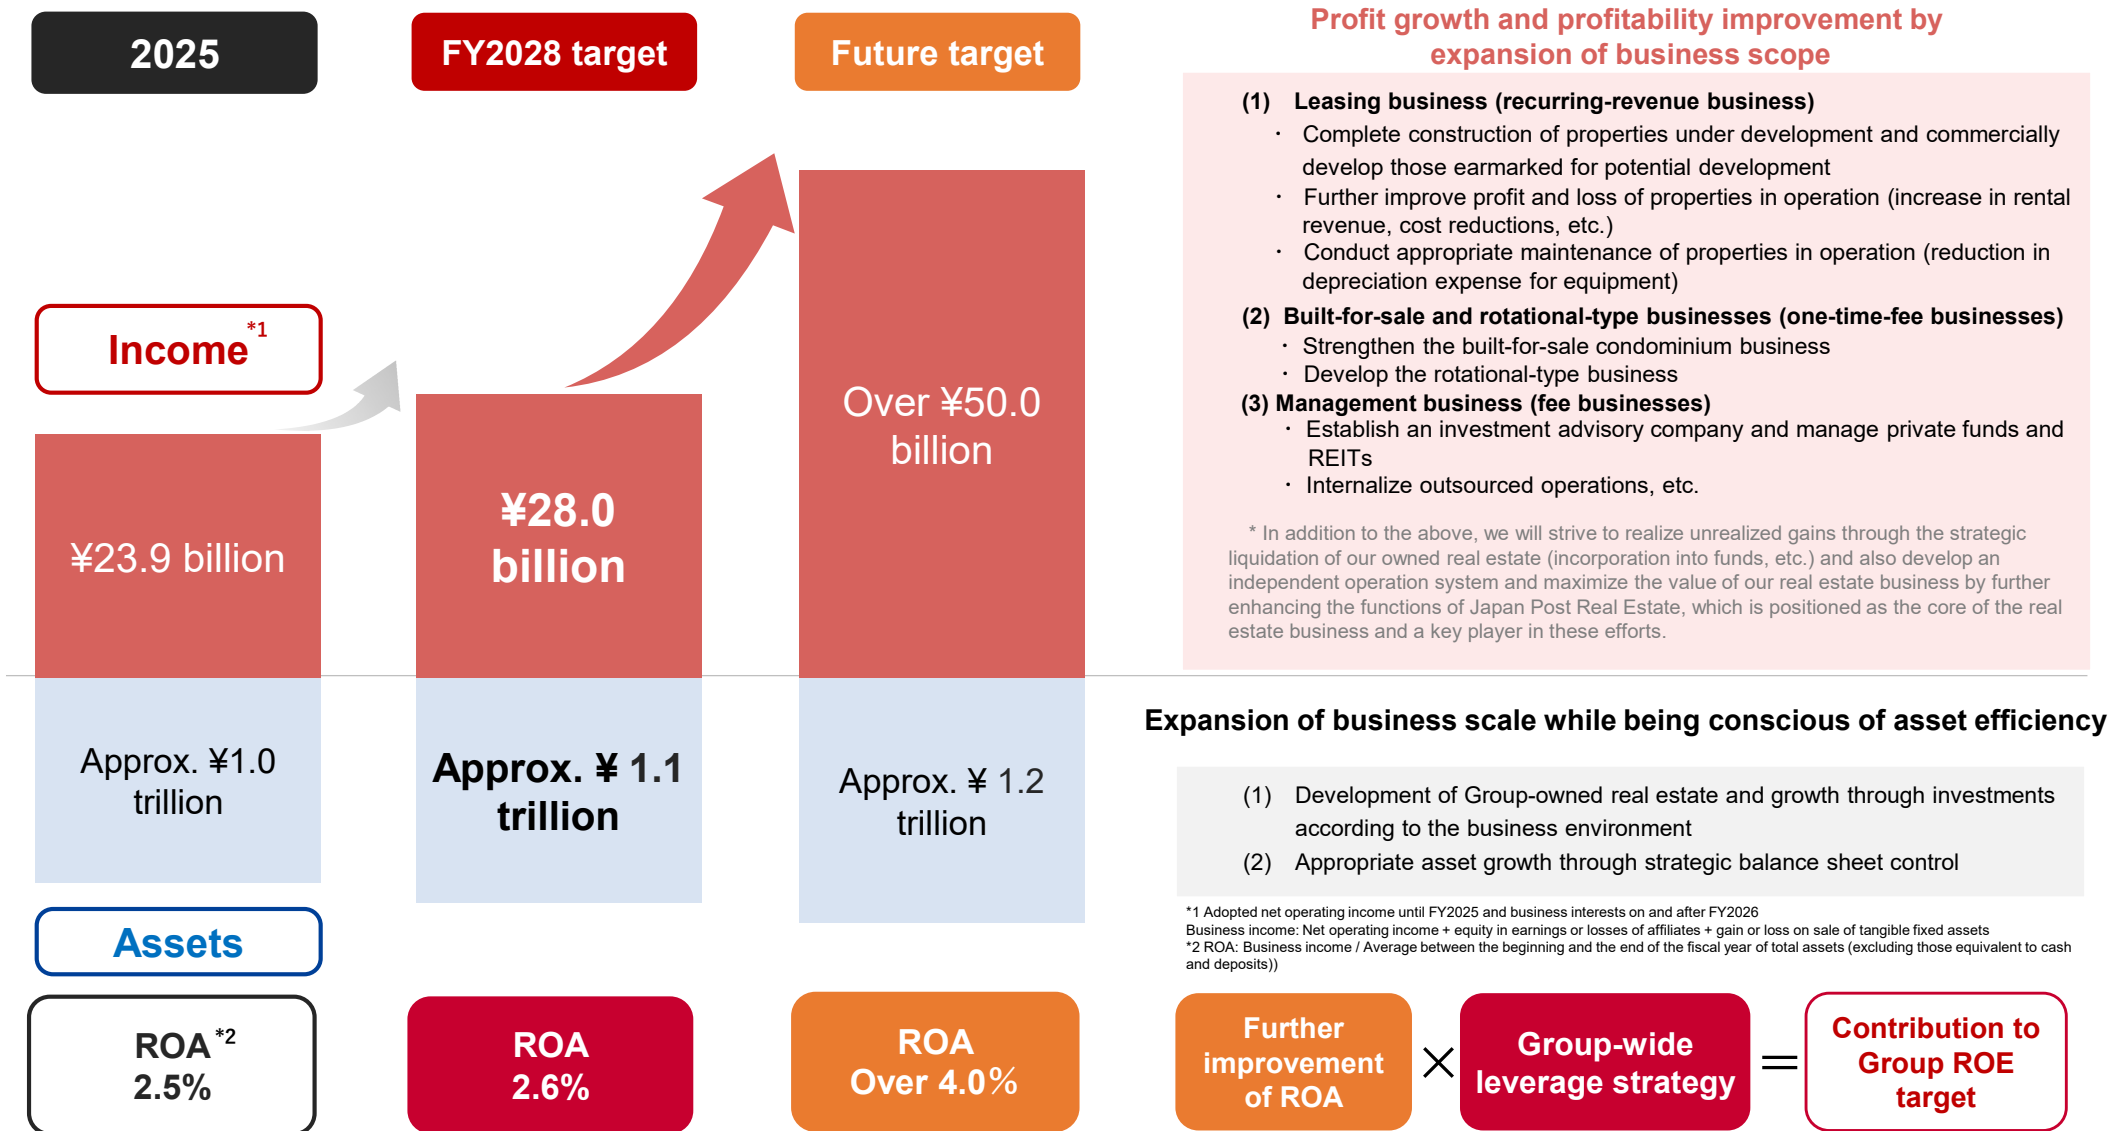 2025
FY2028 target
Future target
Income *1
¥23.9 billion
¥28.0
billion
Over ¥50.0
billion
Approx. ¥1.0
trillion
Approx. ¥ 1.1
trillion
Approx. ¥ 1.2
trillion
Assets
ROA *2
2.5%
ROA
2.6%
ROA
Over 4.0%
Profit growth and profitability improvement by
expansion of business scope
(1) Leasing business (recurring-revenue business)
・ Complete construction of properties under development and commercially
develop those earmarked for potential development
・ Further improve profit and loss of properties in operation (increase in rental
revenue, cost reductions, etc.)
・ Conduct appropriate maintenance of properties in operation (reduction in
depreciation expense for equipment)
(2) Built-for-sale and rotational-type businesses (one-time-fee businesses)
・ Strengthen the built-for-sale condominium business
・ Develop the rotational-type business
(3) Management business (fee businesses)
・ Establish an investment advisory company and manage private funds and
REITs
・ Internalize outsourced operations, etc.
* In addition to the above, we will strive to realize unrealized gains through the strategic
liquidation of our owned real estate (incorporation into funds, etc.) and also develop an
independent operation system and maximize the value of our real estate business by further
enhancing the functions of Japan Post Real Estate, which is positioned as the core of the real
estate business and a key player in these efforts.
Expansion of business scale while being conscious of asset efficiency
(1) Development of Group-owned real estate and growth through investments
according to the business environment
(2) Appropriate asset growth through strategic balance sheet control
*1 Adopted net operating income until FY2025 and business interests on and after FY2026
Business income: Net operating income + equity in earnings or losses of affiliates + gain or loss on sale of tangible fixed assets
*2 ROA: Business income / Average between the beginning and the end of the fiscal year of total assets (excluding those equivalent to cash
and deposits))
Further
improvement
of ROA
×
Group-wide
leverage strategy
=
Contribution to
Group ROE
target